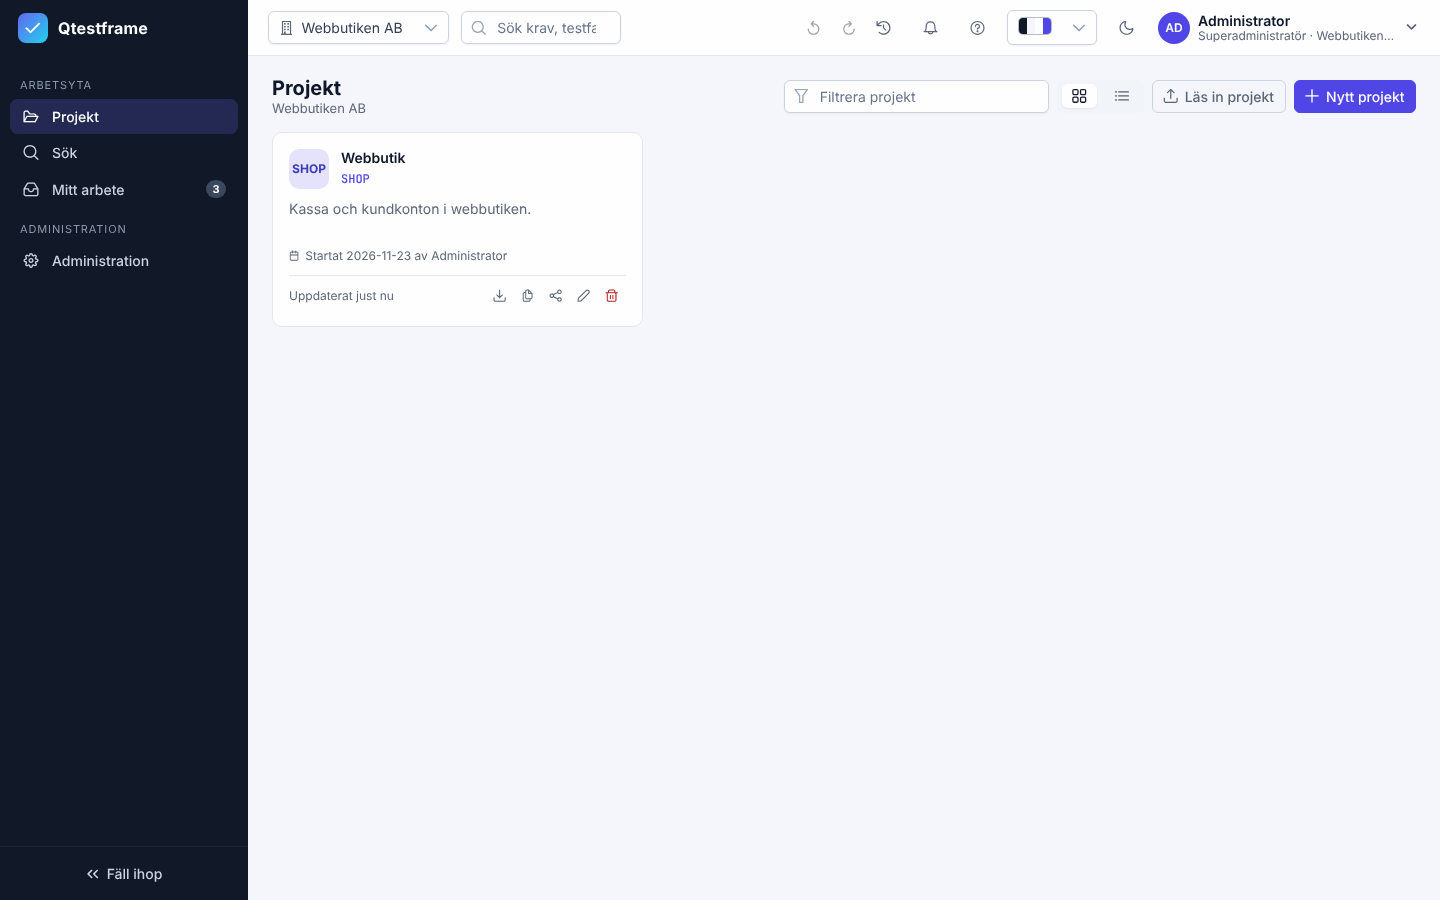 Qtestframe
Webbutiken AB
Sök krav, testfa
AD
Administrator
Superadministratör · Webbutiken...
ARBETSYTA
Projekt
Sök
Mitt arbete
3
ADMINISTRATION
Administration
Fäll ihop
Projekt
Webbutiken AB
Filtrera projekt
Läs in projekt
Nytt projekt
SHOP
Webbutik
SHOP
Kassa och kundkonton i webbutiken.
Startat 2026-11-23 av Administrator
Uppdaterat just nu